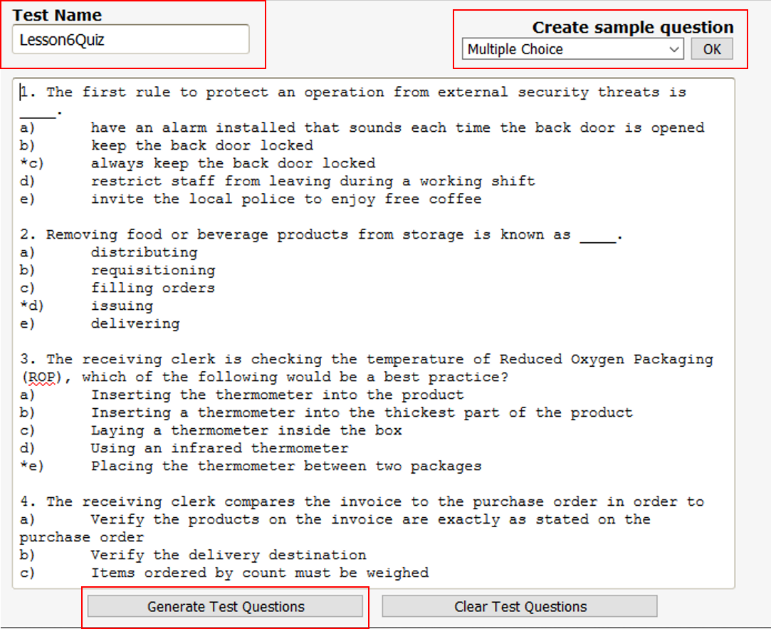 Test Name
Lesson6Quiz
Create sample question
Multiple Choice
OK
1. The first rule to protect an operation from external security threats is
____.
a) have an alarm installed that sounds each time the back door is opened
b) keep the back door locked
*c) always keep the back door locked
d) restrict staff from leaving during a working shift
e) invite the local police to enjoy free coffee
2. Removing food or beverage products from storage is known as ____.
a) distributing
b) requisitioning
c) filling orders
*d) issuing
e) delivering
3. The receiving clerk is checking the temperature of Reduced Oxygen Packaging
(ROP), which of the following would be a best practice?
a) Inserting the thermometer into the product
b) Inserting a thermometer into the thickest part of the product
c) Laying a thermometer inside the box
d) Using an infrared thermometer
*e) Placing the thermometer between two packages
4. The receiving clerk compares the invoice to the purchase order in order to
a) Verify the products on the invoice are exactly as stated on the
purchase order
b) Verify the delivery destination
c) Items ordered by count must be weighed
Generate Test Questions
Clear Test Questions